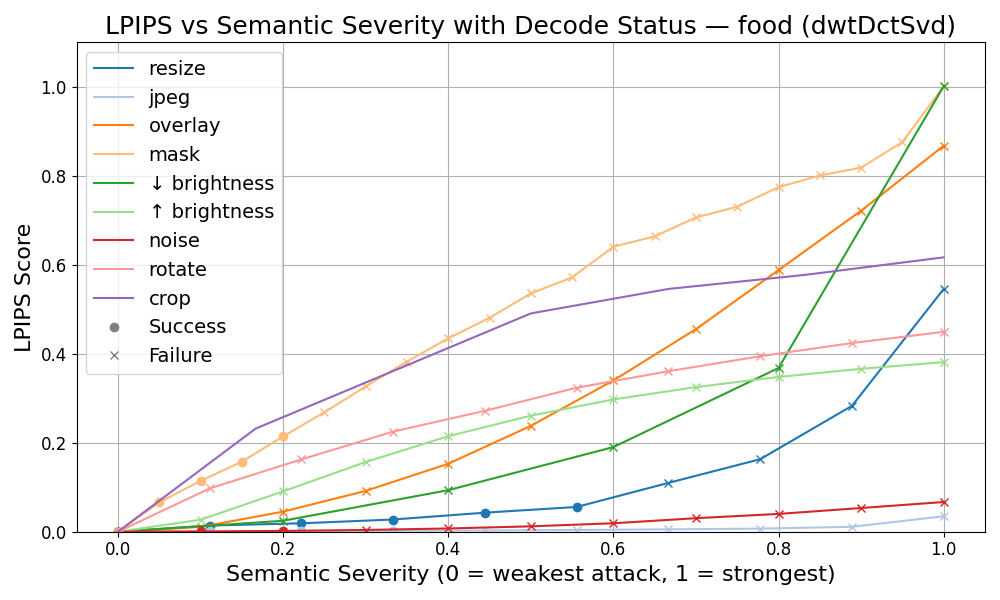 LPIPS vs Semantic Severity with Decode Status — food (dwtDctSvd)
LPIPS Score
1.0
0.8
0.6
0.4
0.2
0.0
resize
jpeg
overlay
mask
↓ brightness
↑ brightness
noise
rotate
crop
Success
Failure
0.0 0.2 0.4 0.6 0.8 1.0
Semantic Severity (0 = weakest attack, 1 = strongest)